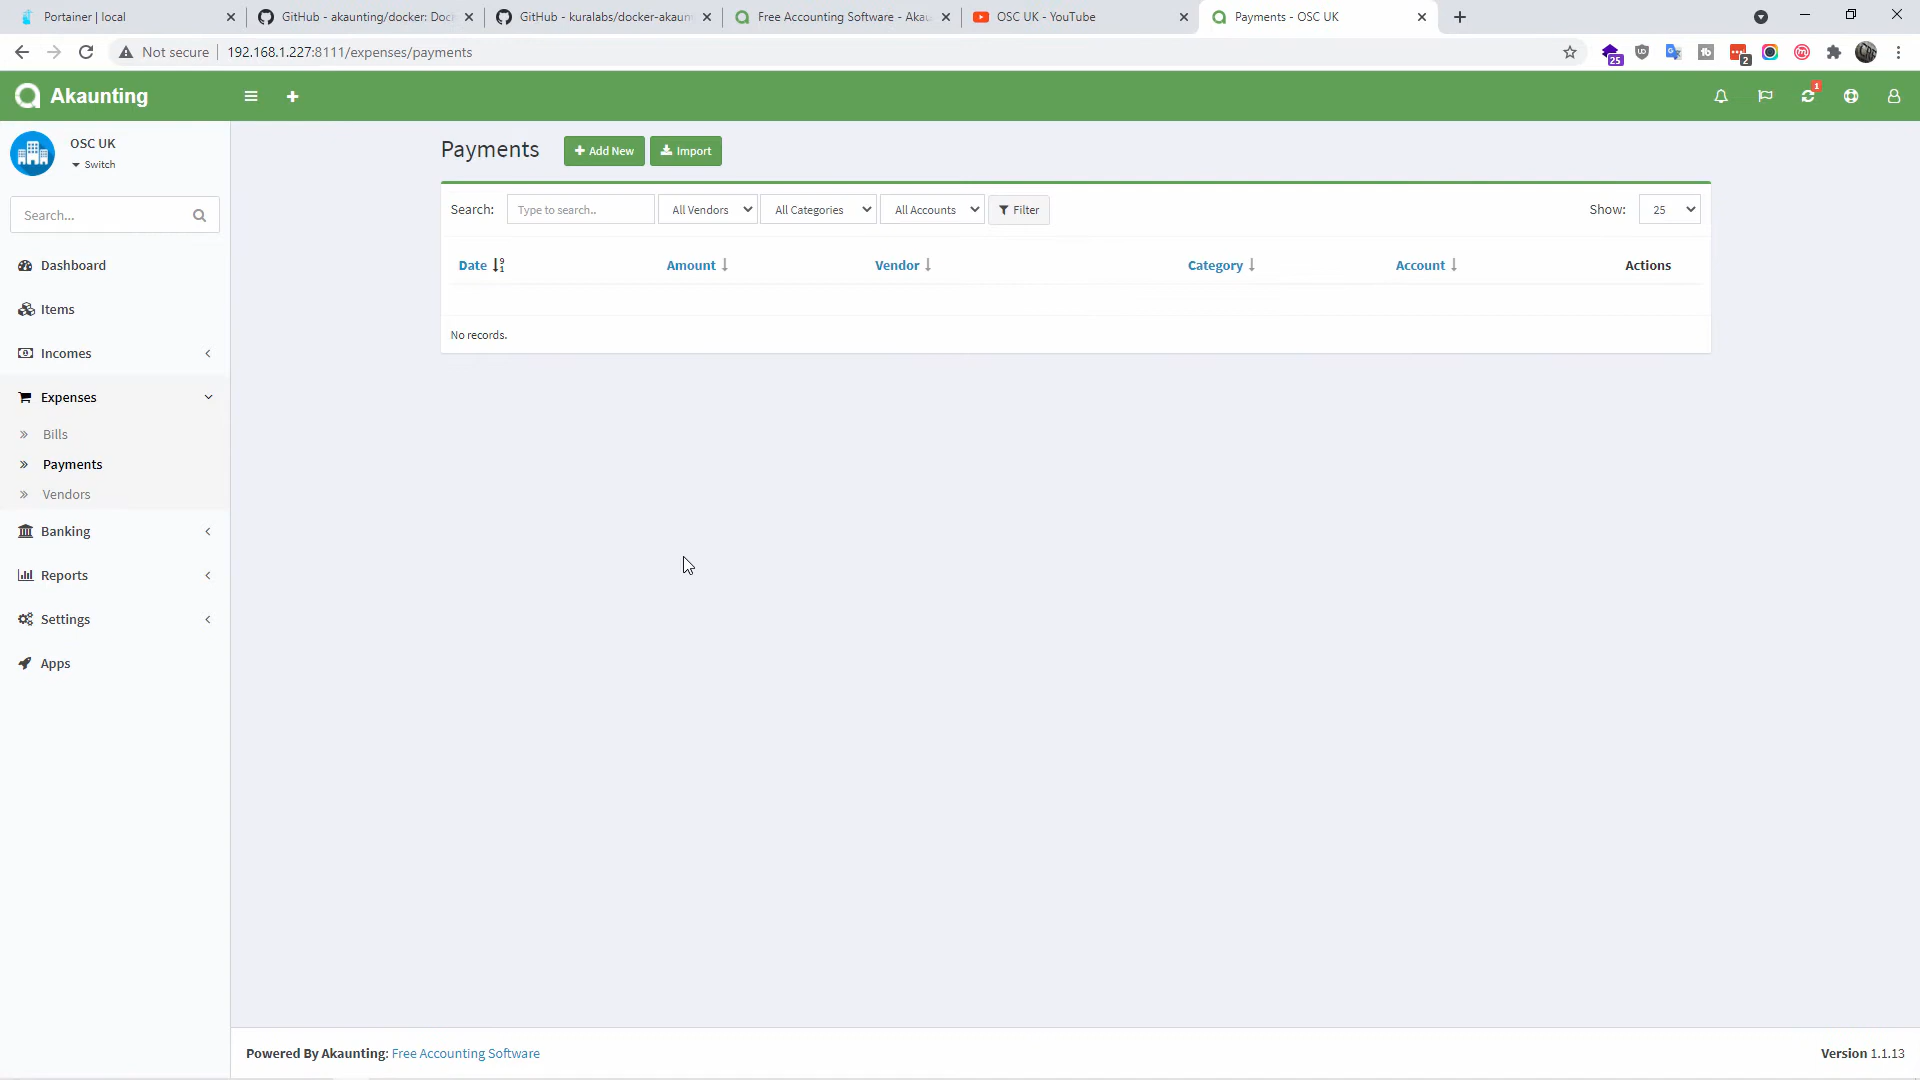 Portainer | local
GitHub - akaunting/docker: Doc
GitHub - kuralabs/docker-akaun
Free Accounting Software - Akau
OSC UK - YouTube
Payments - OSC UK
Not secure
192.168.1.227:8111/expenses/payments
25
2
Akaunting
1
OSC UK
Switch
Search...
Dashboard
Items
Incomes
Expenses
Bills
Payments
Vendors
Banking
Reports
Settings
Apps
Payments
Add New
Import
Search:
Type to search..
All Vendors
All Categories
All Accounts
Filter
Show:
25
Date
Amount
Vendor
Category
Account
Actions
No records.
Powered By Akaunting: Free Accounting Software
Version 1.1.13